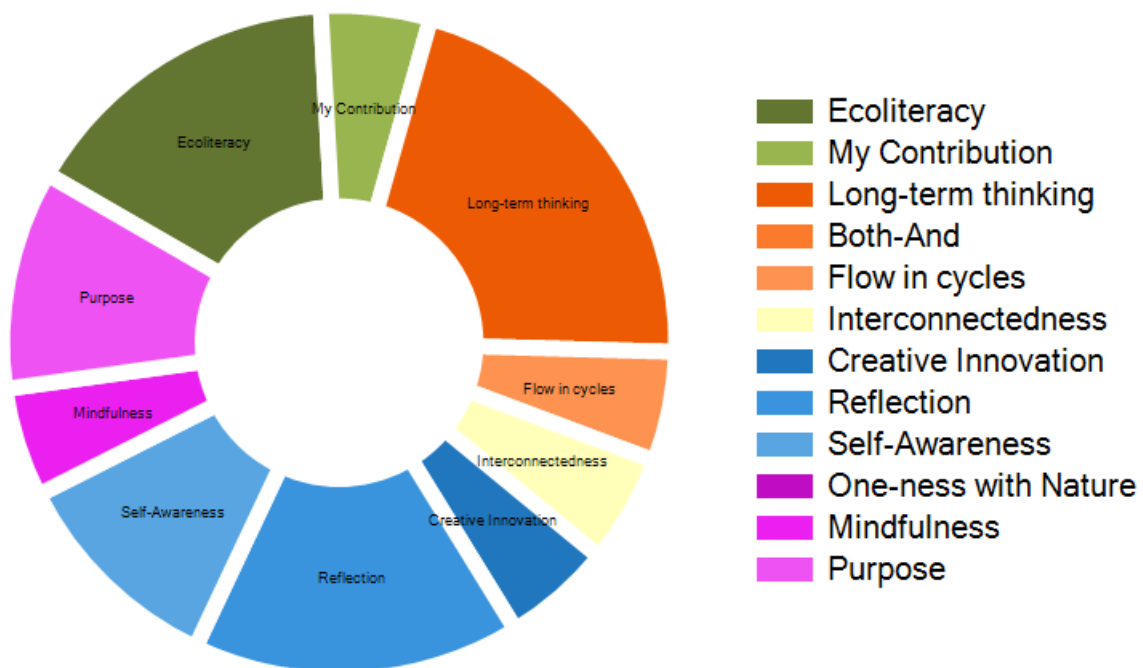 My Contribution
Ecoliteracy
Long-term thinking
Purpose
Flow in cycles
Mindfulness
Interconnectedness
Self-Awareness
Creative Innovation
Reflection
Ecoliteracy
My Contribution
Long-term thinking
Both-And
Flow in cycles
Interconnectedness
Creative Innovation
Reflection
Self-Awareness
One-ness with Nature
Mindfulness
Purpose